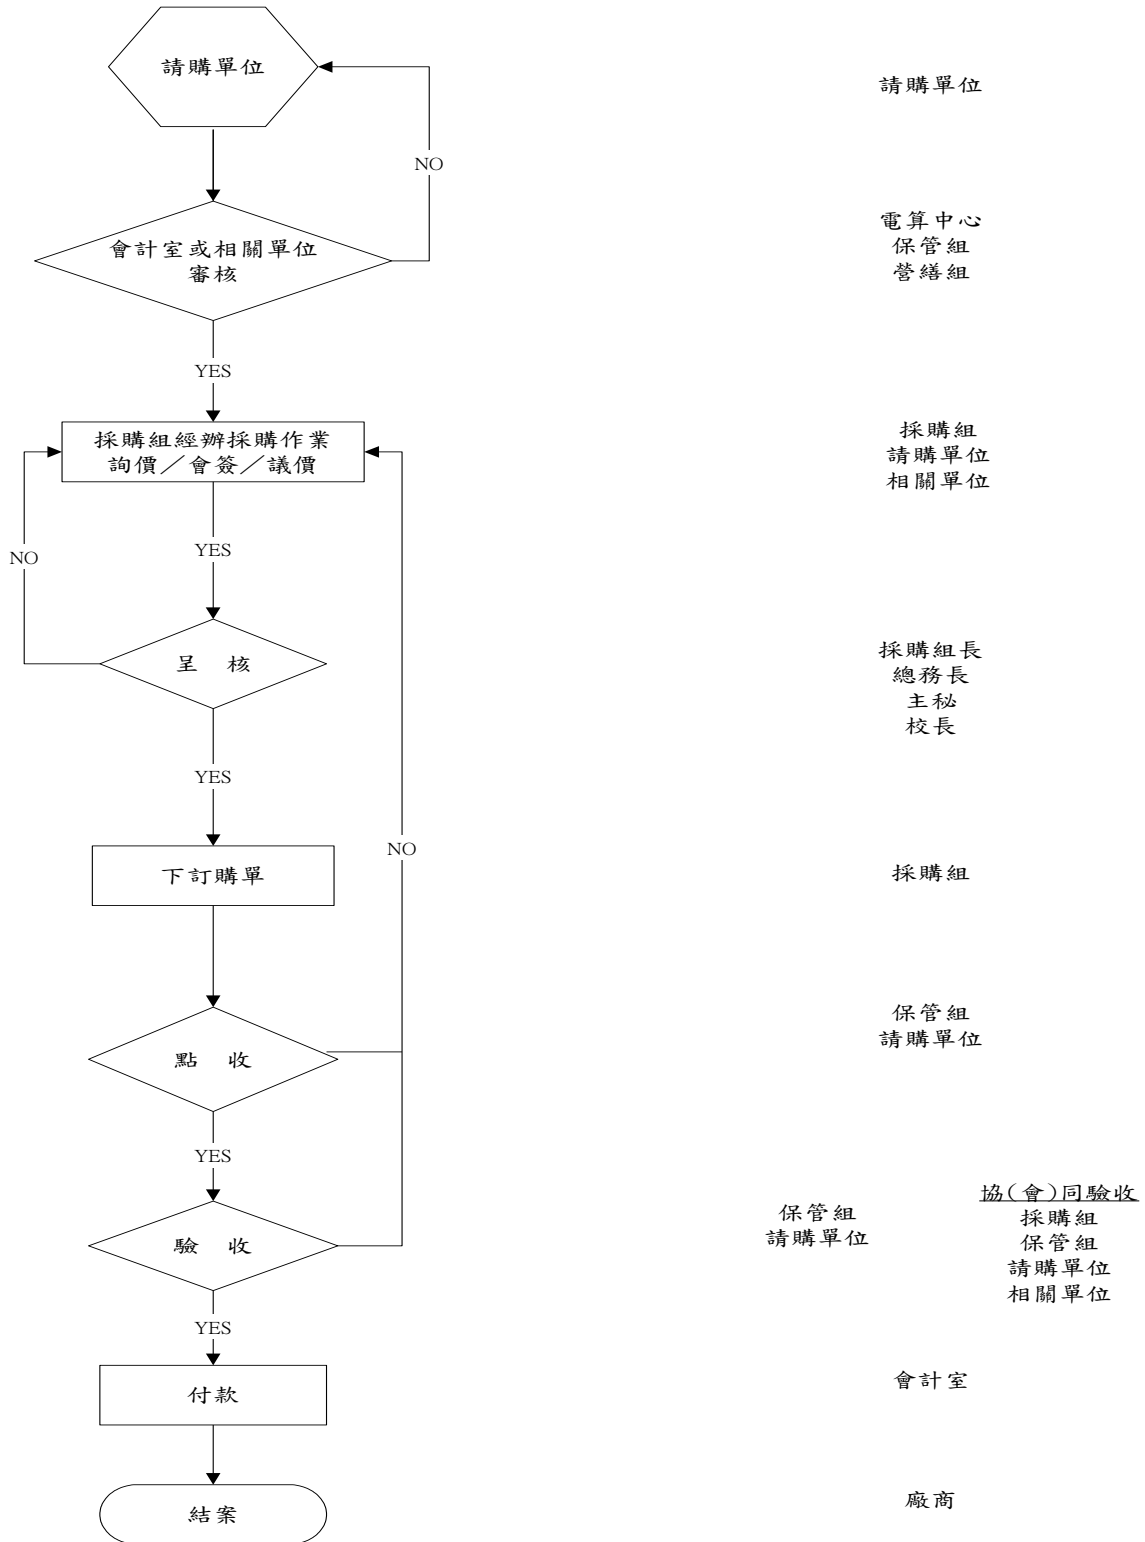 請購單位
請購單位
NO
電算中心
會計室或相關單位
審核
保管組
營繕組
YES
採購組經辦採購作業
詢價／會簽／議價
採購組
請購單位
相關單位
NO
YES
呈 核
採購組長
總務長
主秘
校長
YES
NO
下訂購單
採購組
保管組
請購單位
點 收
YES
驗 收
保管組
請購單位
協(會)同驗收
採購組
保管組
請購單位
相關單位
YES
付款
會計室
結案
廠商